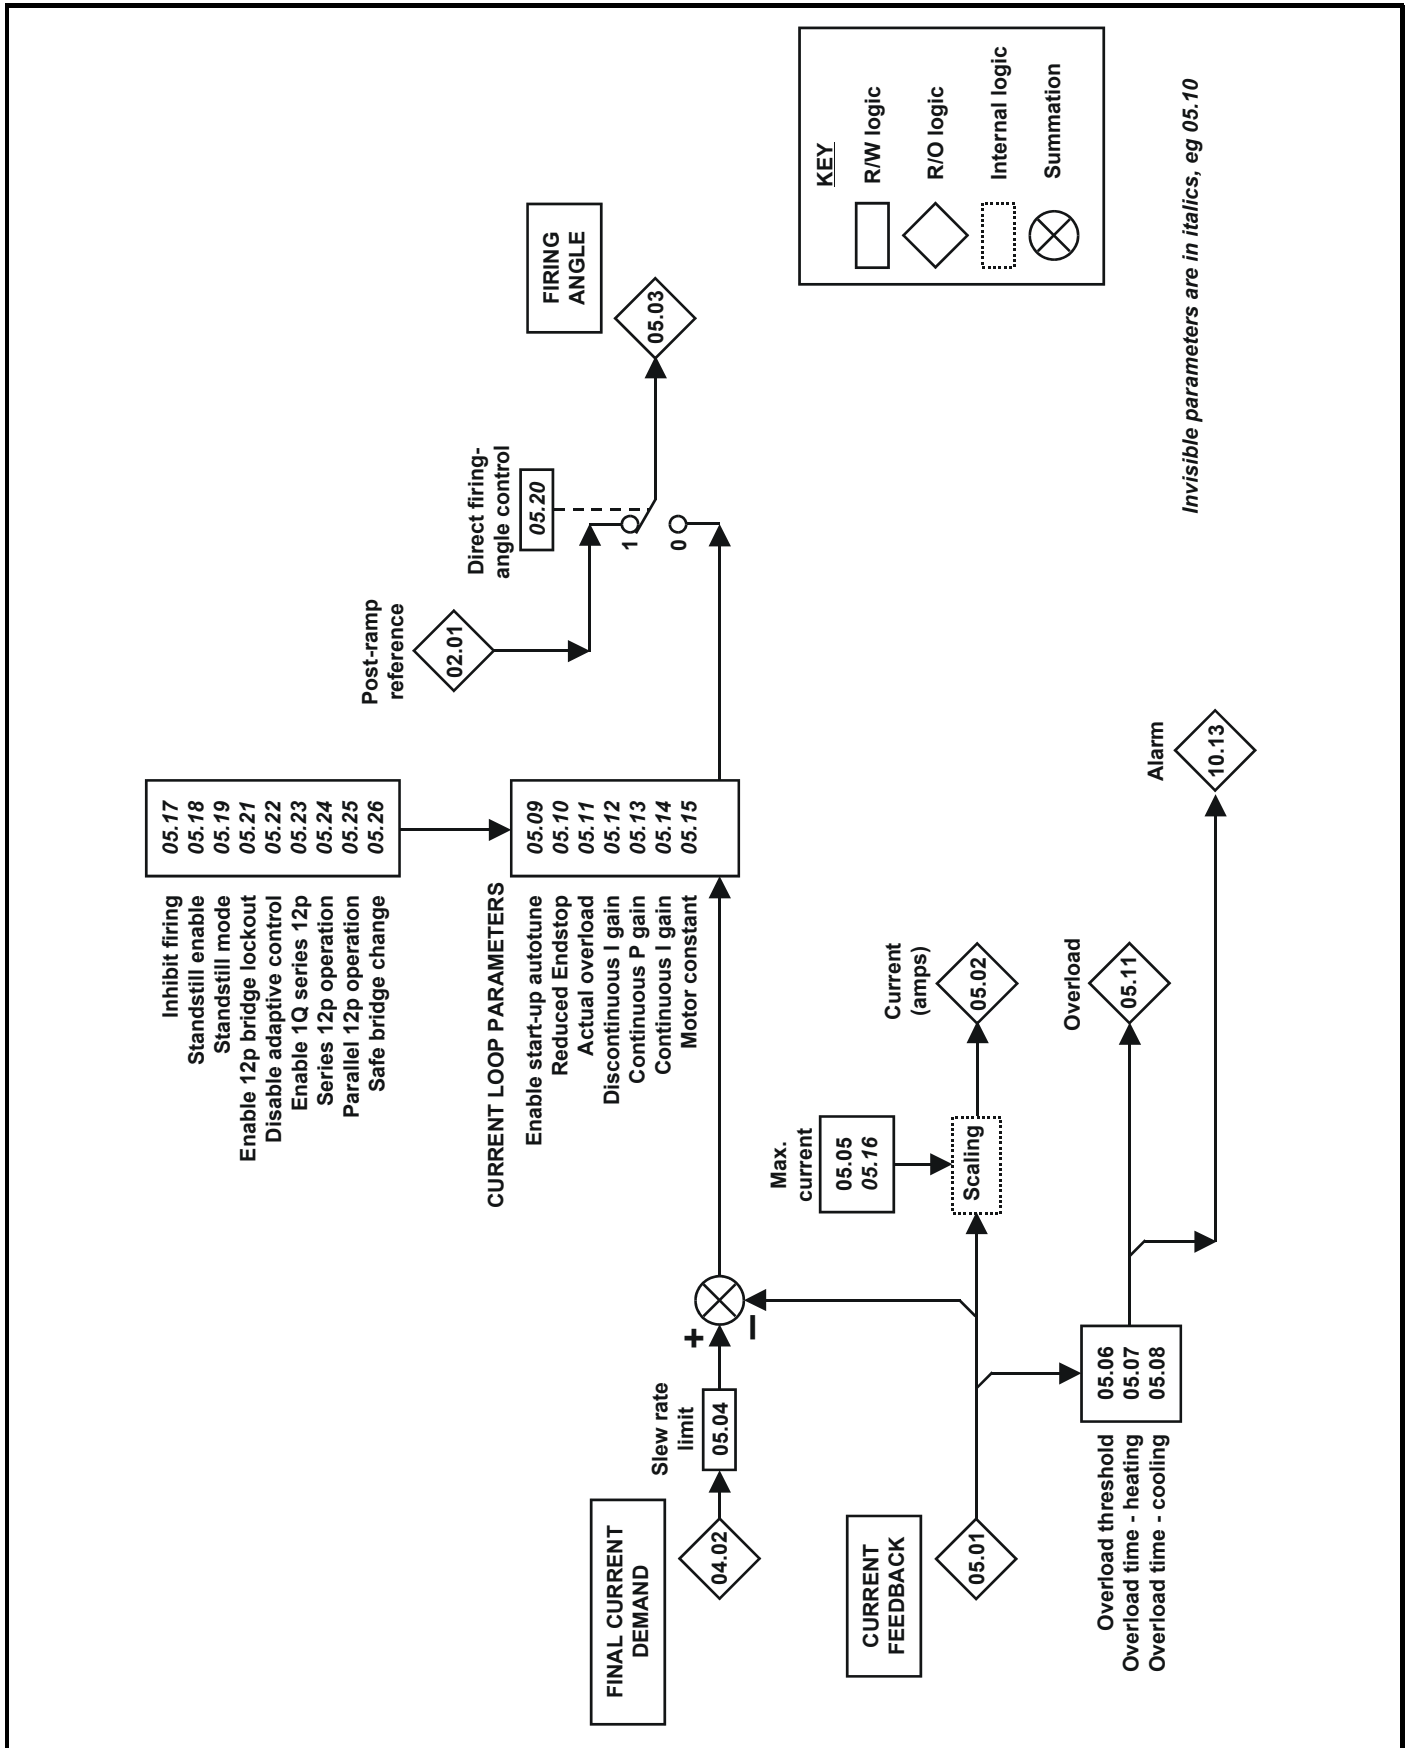 Inhibit firing 05.17
Standstill enable 05.18
Standstill mode 05.19
Enable 12p bridge lockout 05.21
Disable adaptive control 05.22
Enable 1Q series 12p 05.23
Series 12p operation 05.24
Parallel 12p operation 05.25
Safe bridge change 05.26
CURRENT LOOP PARAMETERS
Enable start-up autotune 05.09
Reduced Endstop 05.10
Actual overload 05.11
Discontinuous I gain 05.12
Continuous P gain 05.13
Continuous I gain 05.14
Motor constant 05.15
Post-ramp
reference
02.01
Direct firing-
angle control
05.20
1
0
FIRING
ANGLE
05.03
FINAL CURRENT
DEMAND
04.02
Slew rate
limit
05.04
+
−
Max.
current
05.05
05.16
Scaling
Current
(amps)
05.02
CURRENT
FEEDBACK
05.01
Overload threshold 05.06
Overload time - heating 05.07
Overload time - cooling 05.08
Overload
05.11
Alarm
10.13
KEY
R/W logic
R/O logic
Internal logic
Summation
Invisible parameters are in italics, eg 05.10